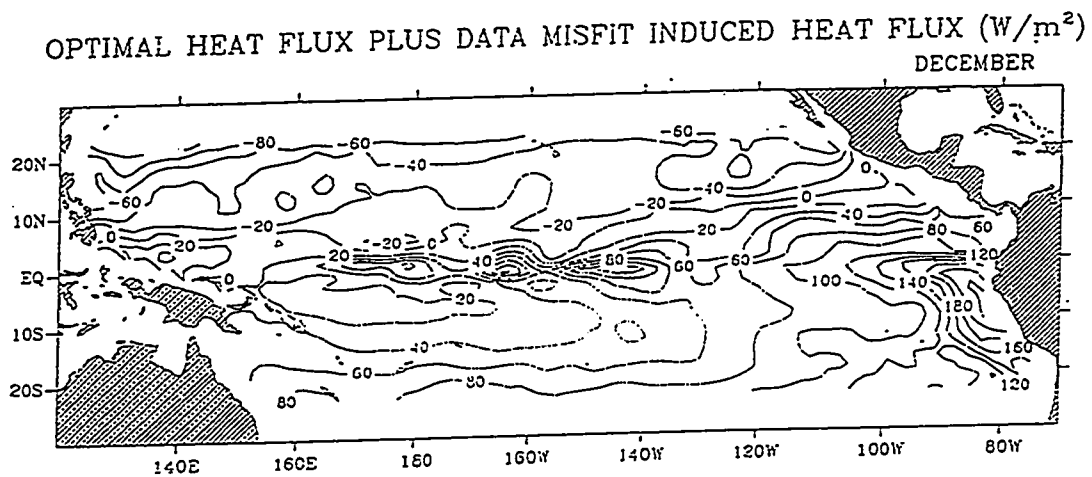 OPTIMAL HEAT FLUX PLUS DATA MISFIT INDUCED HEAT FLUX (W/m²)
DECEMBER
-80 -60 -60
20N -40
-60 -40 0
-20 0
10N -20 -20 20 40 60
0 20 -20 0 80
20 40 80 60 60 120
EQ 0 100 140
20 180
10S 40 160
60 80 120
20S 80
140E 160E 180 160W 140W 120W 100W 80W